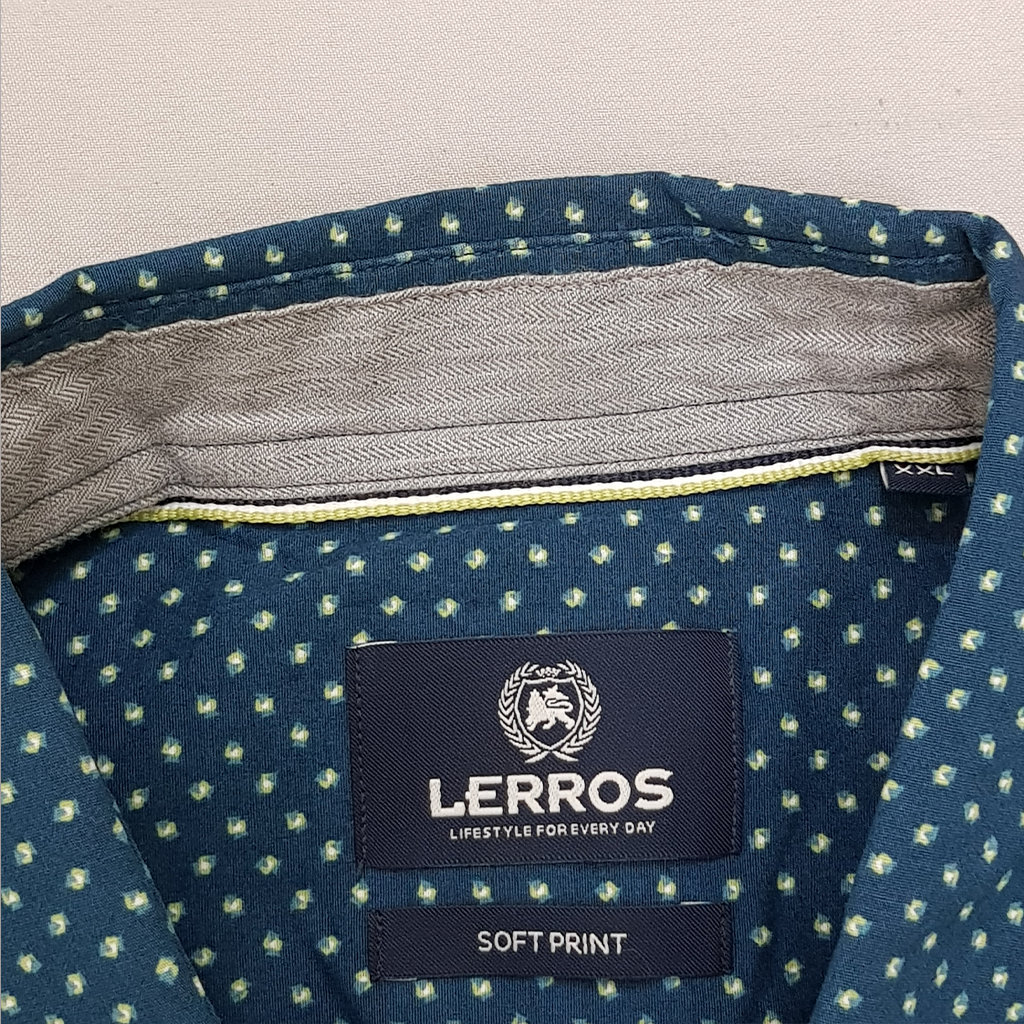 XXL
LERROS
LIFESTYLE FOR EVERY DAY
SOFT PRINT